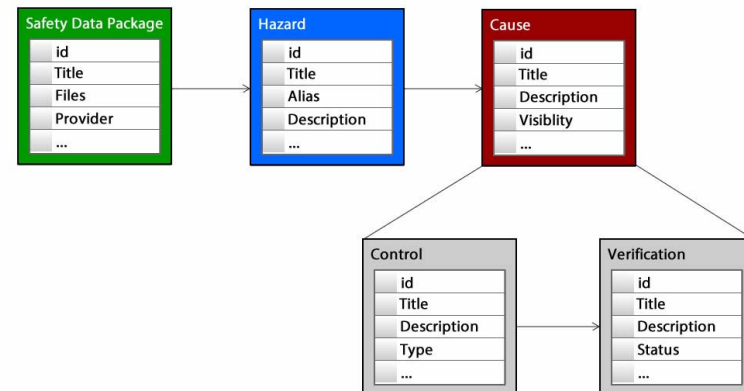 Safety Data Package
id
Title
Files
Provider
...
Hazard
id
Title
Alias
Description
...
Cause
id
Title
Description
Visiblity
...
Control
id
Title
Description
Type
...
Verification
id
Title
Description
Status
...